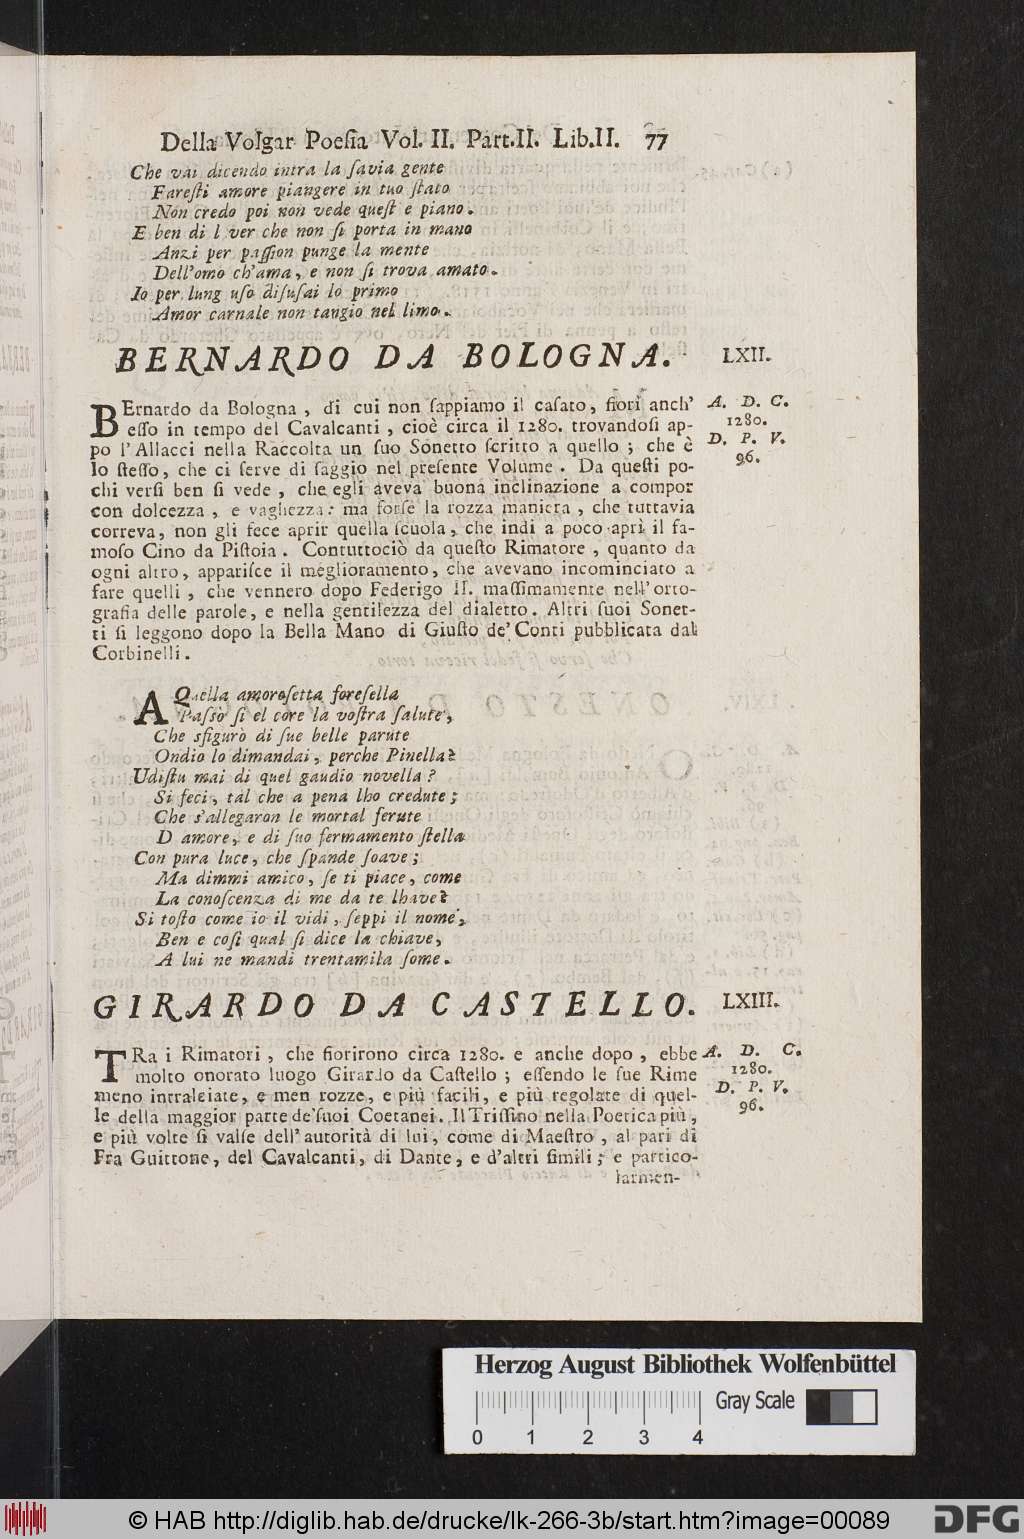 Della Volgar Poeſia Vol. II. Part.II. Lib.II. 77
Che vai dicendo intra la ſavia gente
Fareſti amore piangere in tuo ſtato
Non credo poi non vede queſt e piano.
E ben di l ver che non ſi porta in mano
Anzi per paſſion punge la mente
Dell'omo ch'ama, e non ſi trova amato.
Io per lung uſo diſuſai lo primo
Amor carnale non tangio nel limo.
BERNARDO DA BOLOGNA. LXII.
BErnardo da Bologna, di cui non ſappiamo il caſato, fiorì anch'
eſſo in tempo del Cavalcanti, cioè circa il 1280. trovandoſi ap-
po l'Allacci nella Raccolta un ſuo Sonetto ſcritto a quello; che è
lo ſteſſo, che ci ſerve di ſaggio nel preſente Volume. Da queſti po-
chi verſi ben ſi vede, che egli aveva buona inclinazione a compor
con dolcezza, e vaghezza: ma forſe la rozza maniera, che tuttavia
correva, non gli fece aprir quella ſcuola, che indi a poco aprì il fa-
moſo Cino da Piſtoia. Contuttociò da queſto Rimatore, quanto da
ogni altro, appariſce il meglioramento, che avevano incominciato a
fare quelli, che vennero dopo Federigo II. maſſimamente nell'orto-
grafia delle parole, e nella gentilezza del dialetto. Altri ſuoi Sonet-
ti ſi leggono dopo la Bella Mano di Giuſto de' Conti pubblicata dal
Corbinelli.
A. D. C.
1280.
D. P. V.
96.
A Quella amoroſetta foreſella
Paſsò ſi el core la voſtra ſalute,
Che sfigurò di ſue belle parute
Ondio lo dimandai, perche Pinella?
Udiſtu mai di quel gaudio novella?
Si feci, tal che a pena lho credute;
Che s'allegaron le mortal ferute
D amore, e di ſuo fermamento ſtella
Con pura luce, che ſpande ſoave;
Ma dimmi amico, ſe ti piace, come
La conoſcenza di me da te lhave?
Si toſto come io il vidi, ſeppi il nome,
Ben e coſi qual ſi dice la chiave,
A lui ne mandi trentamila ſome.
GIRARDO DA CASTELLO. LXIII.
TRa i Rimatori, che fiorirono circa 1280. e anche dopo, ebbe
molto onorato luogo Girardo da Caſtello; eſſendo le ſue Rime
meno intralciate, e men rozze, e più facili, e più regolate di quel-
le della maggior parte de'ſuoi Coetanei. Il Triſſino nella Poetica più,
e più volte ſi valſe dell'autorità di lui, come di Maeſtro, al pari di
Fra Guittone, del Cavalcanti, di Dante, e d'altri ſimili; e partico-
larmen-
A. D. C.
1280.
D. P. V.
96.
Herzog August Bibliothek Wolfenbüttel
Gray Scale
0 1 2 3 4
© HAB http://diglib.hab.de/drucke/lk-266-3b/start.htm?image=00089
DFG